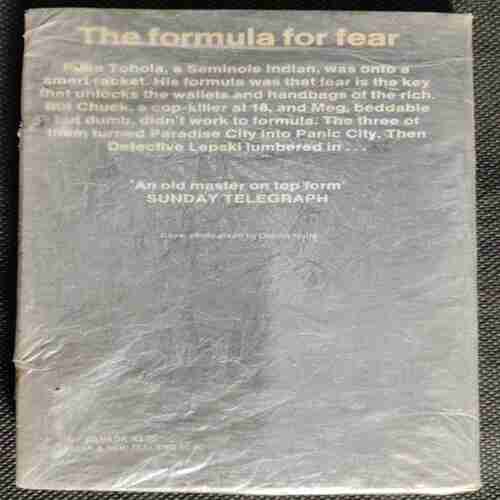 The formula for fear
Tohola, a Seminole Indian, was onto a
smart racket. His formula was that fear is the key
that unlocks the wallets and handbags of the rich.
But Chuck, a cop-killer at 18, and Meg, beddable
but dumb, didn't work to formula. The three of
them turned Paradise City into Panic City. Then
Detective Lepski lumbered in . . .
'An old master on top form'
SUNDAY TELEGRAPH
Cover photograph by